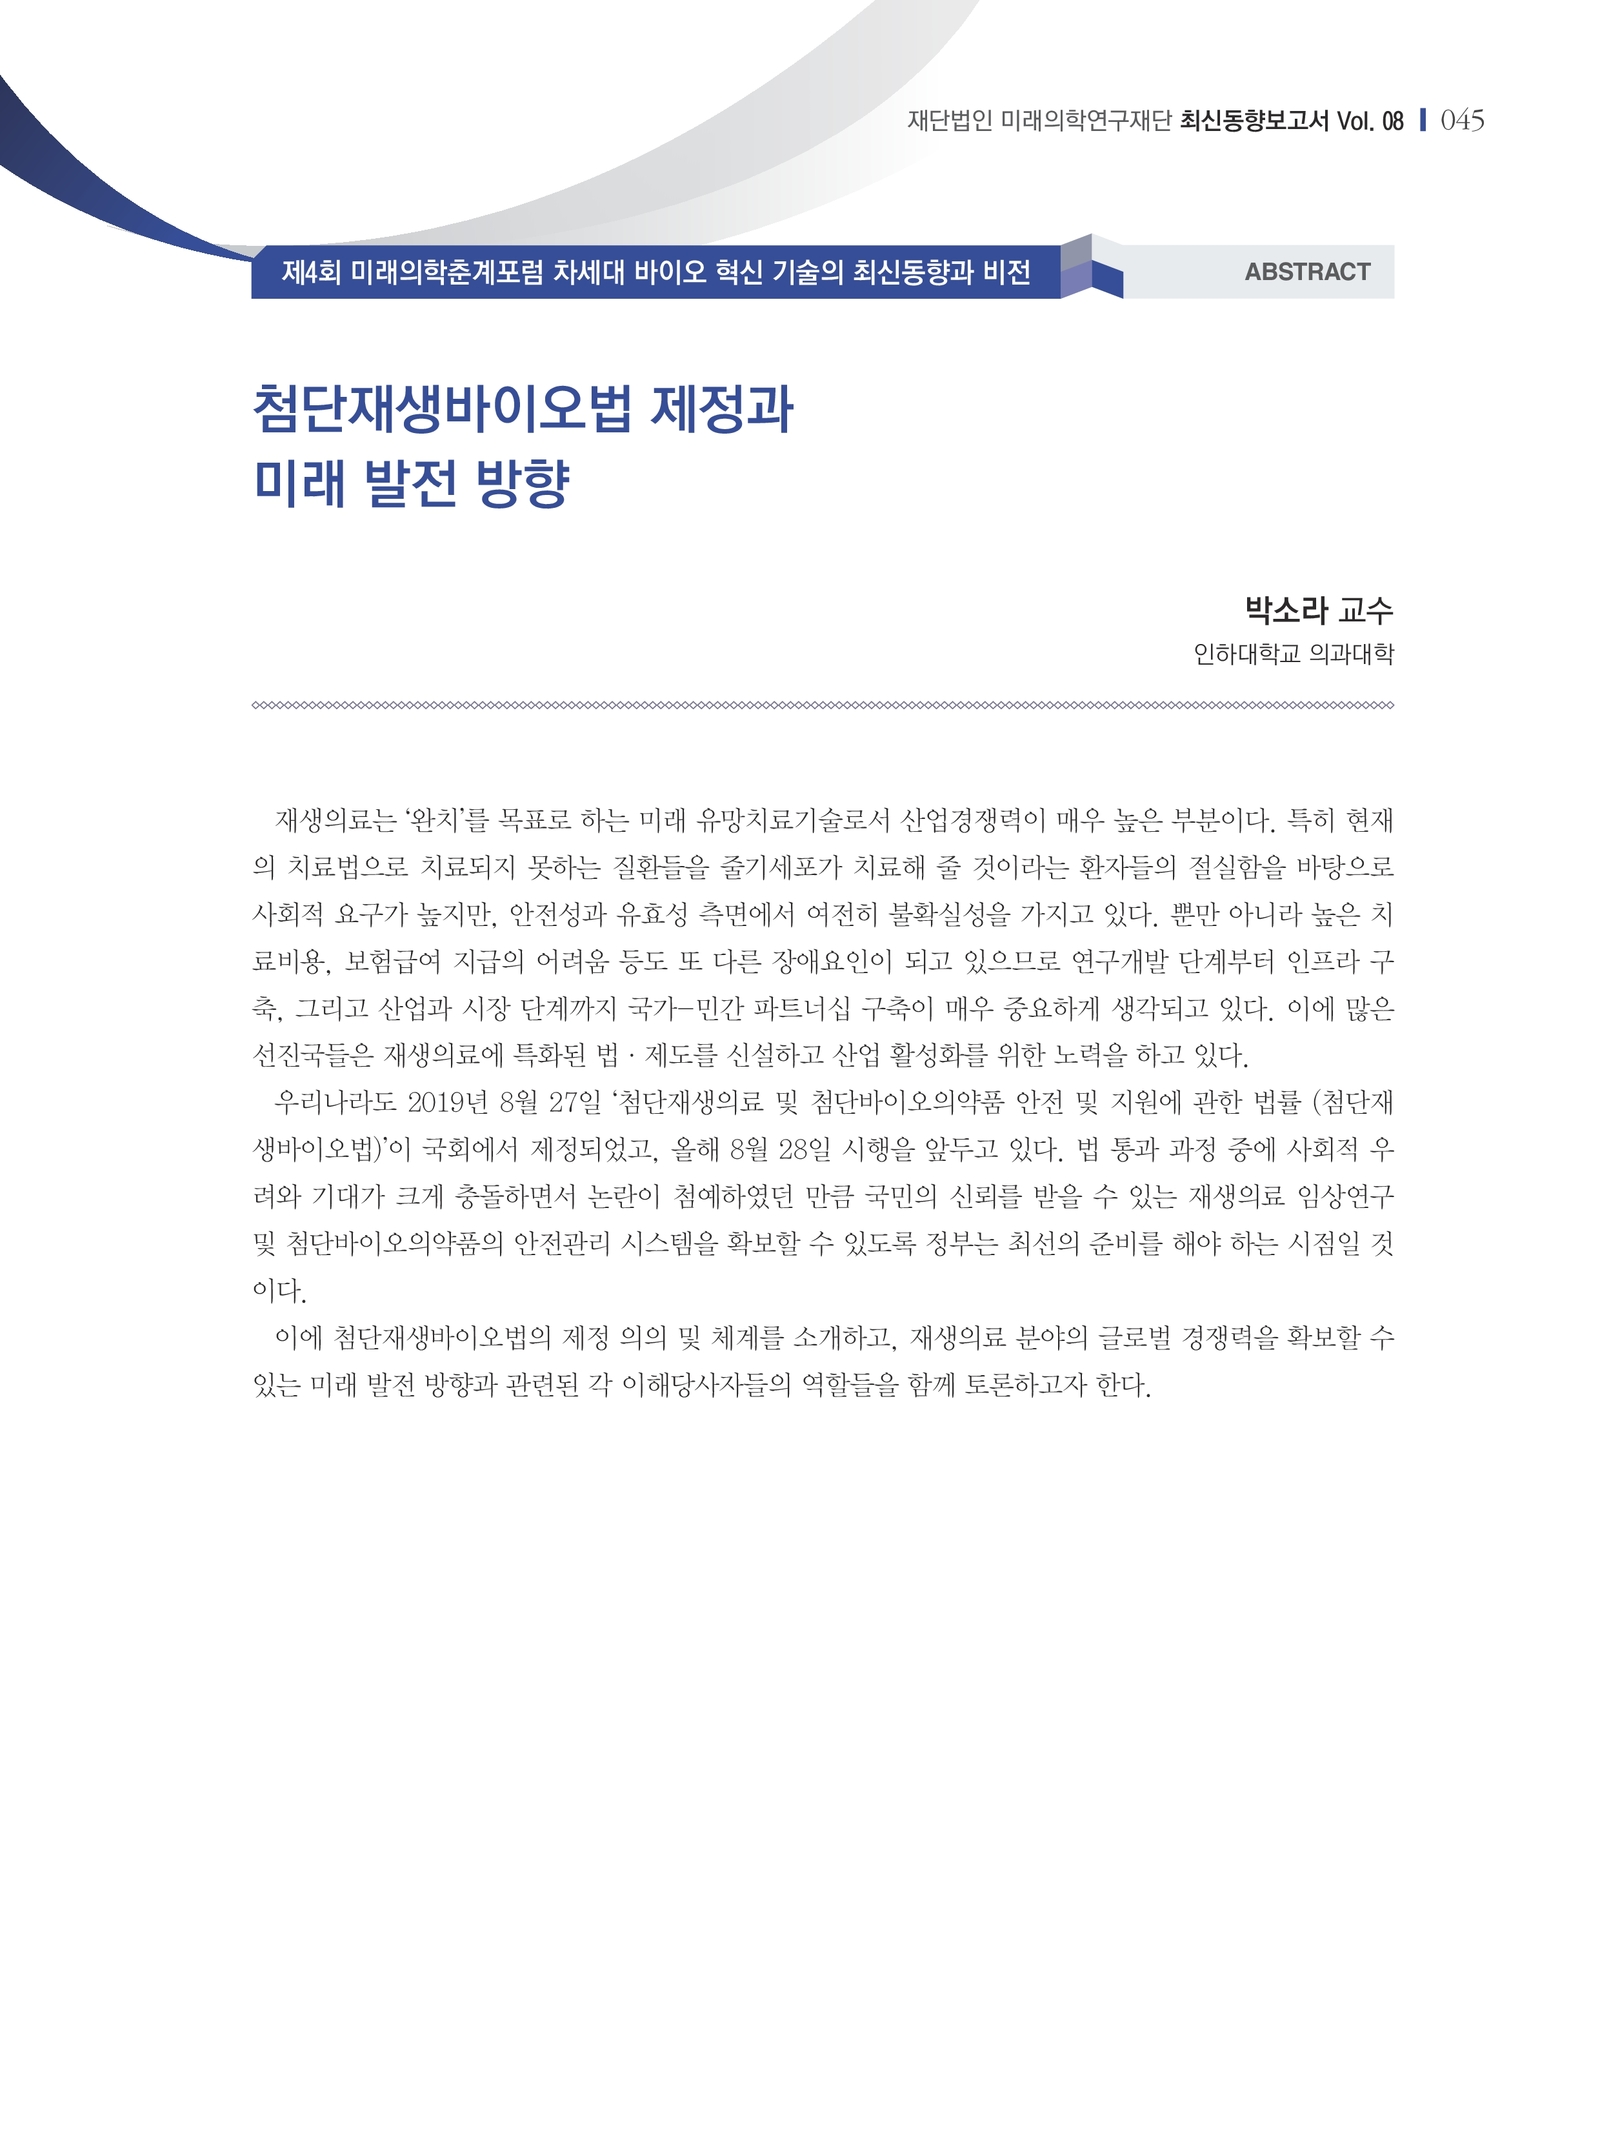 재단법인 미래의학연구재단 최신동향보고서 Vol. 08 045
제4회 미래의학춘계포럼 차세대 바이오 혁신 기술의 최신동향과 비전
ABSTRACT
첨단재생바이오법 제정과
미래 발전 방향
박소라 교수
인하대학교 의과대학
재생의료는 ‘완치’를 목표로 하는 미래 유망치료기술로서 산업경쟁력이 매우 높은 부분이다. 특히 현재
의 치료법으로 치료되지 못하는 질환들을 줄기세포가 치료해 줄 것이라는 환자들의 절실함을 바탕으로
사회적 요구가 높지만, 안전성과 유효성 측면에서 여전히 불확실성을 가지고 있다. 뿐만 아니라 높은 치
료비용, 보험급여 지급의 어려움 등도 또 다른 장애요인이 되고 있으므로 연구개발 단계부터 인프라 구
축, 그리고 산업과 시장 단계까지 국가-민간 파트너십 구축이 매우 중요하게 생각되고 있다. 이에 많은
선진국들은 재생의료에 특화된 법 · 제도를 신설하고 산업 활성화를 위한 노력을 하고 있다.
우리나라도 2019년 8월 27일 ‘첨단재생의료 및 첨단바이오의약품 안전 및 지원에 관한 법률 (첨단재
생바이오법)’이 국회에서 제정되었고, 올해 8월 28일 시행을 앞두고 있다. 법 통과 과정 중에 사회적 우
려와 기대가 크게 충돌하면서 논란이 첨예하였던 만큼 국민의 신뢰를 받을 수 있는 재생의료 임상연구
및 첨단바이오의약품의 안전관리 시스템을 확보할 수 있도록 정부는 최선의 준비를 해야 하는 시점일 것
이다.
이에 첨단재생바이오법의 제정 의의 및 체계를 소개하고, 재생의료 분야의 글로벌 경쟁력을 확보할 수
있는 미래 발전 방향과 관련된 각 이해당사자들의 역할들을 함께 토론하고자 한다.